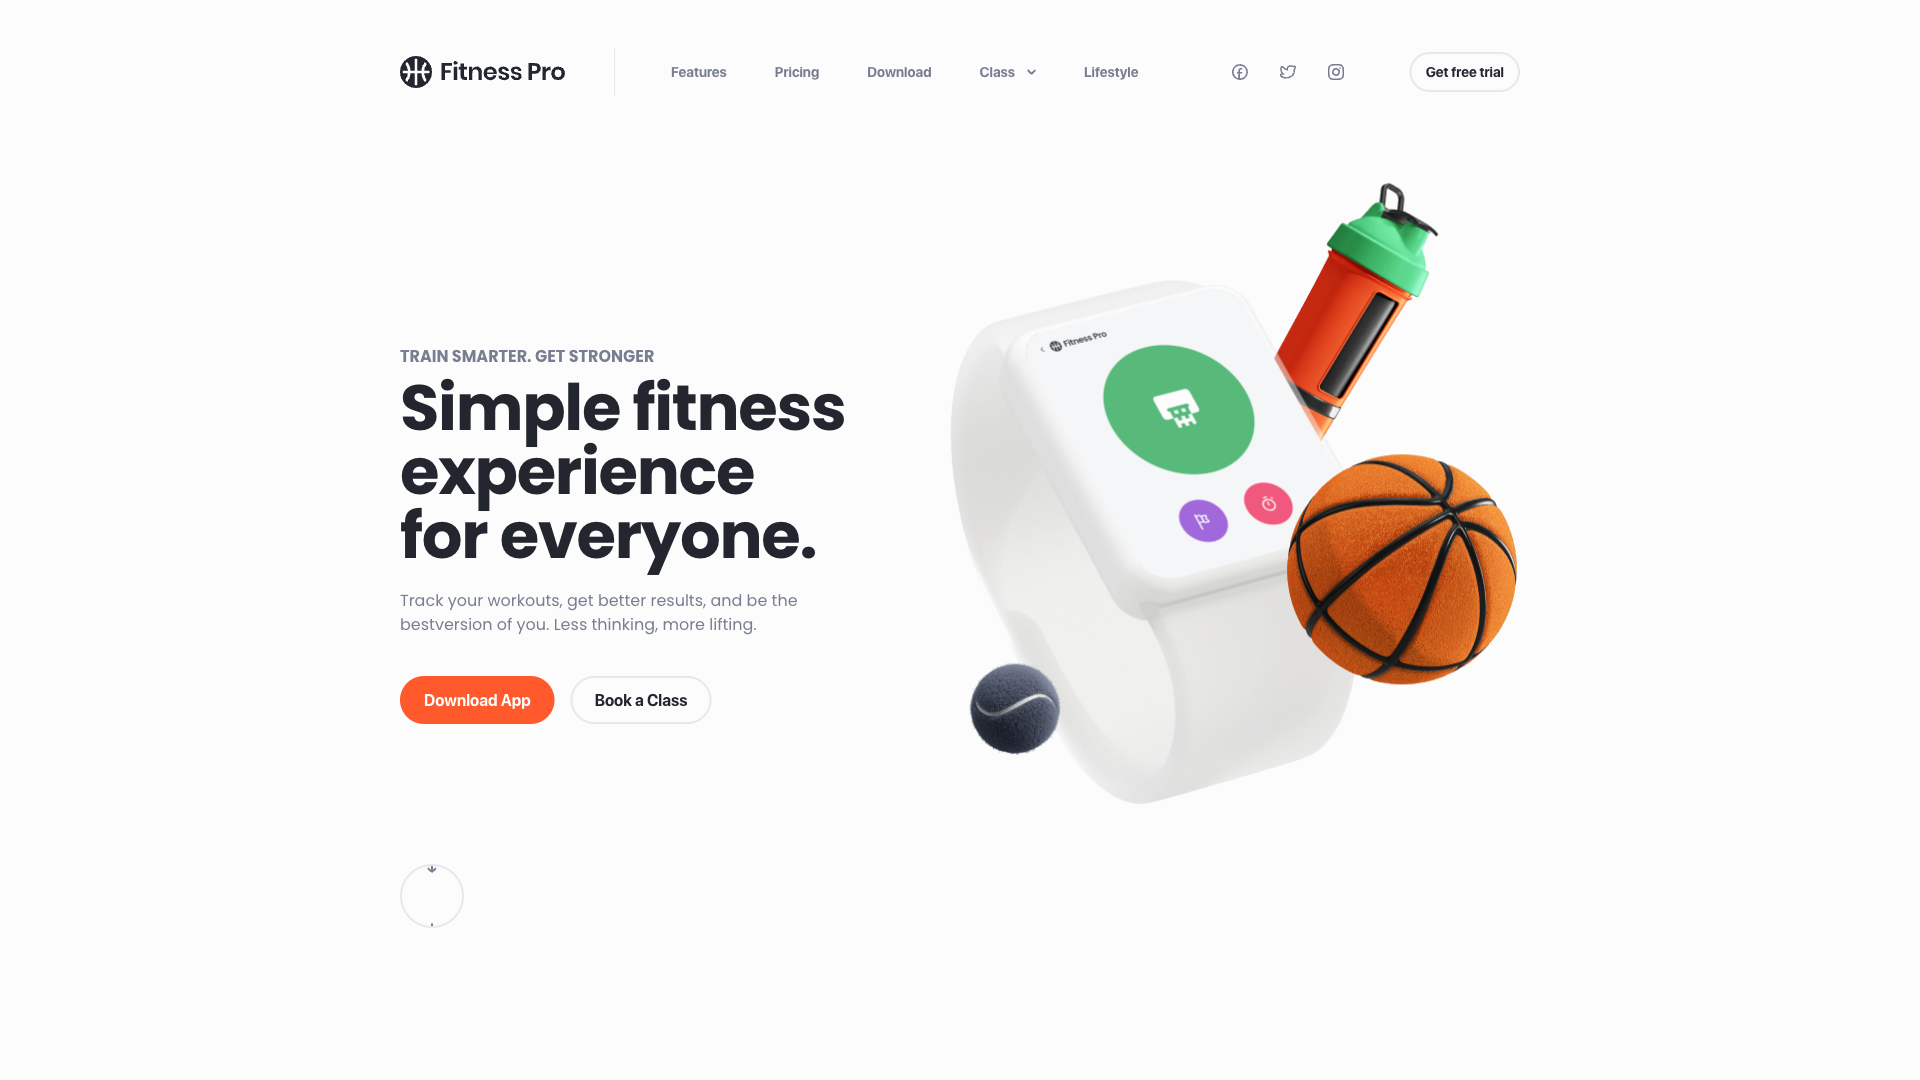 Fitness Pro
Features
Pricing
Download
Class
Lifestyle
Get free trial
TRAIN SMARTER. GET STRONGER
Simple fitness
experience
for everyone.
Track your workouts, get better results, and be the
bestversion of you. Less thinking, more lifting.
Download App
Book a Class
Fitness Pro